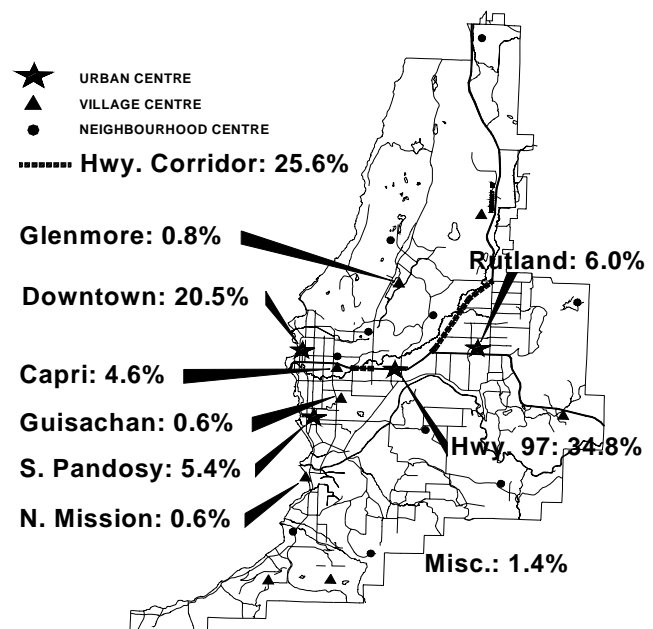 URBAN CENTRE
VILLAGE CENTRE
NEIGHBOURHOOD CENTRE
Hwy. Corridor: 25.6%
Glenmore: 0.8%
Rutland: 6.0%
Downtown: 20.5%
Capri: 4.6%
Guisachan: 0.6%
Hwy. 97: 34.8%
S. Pandosy: 5.4%
N. Mission: 0.6%
Misc.: 1.4%